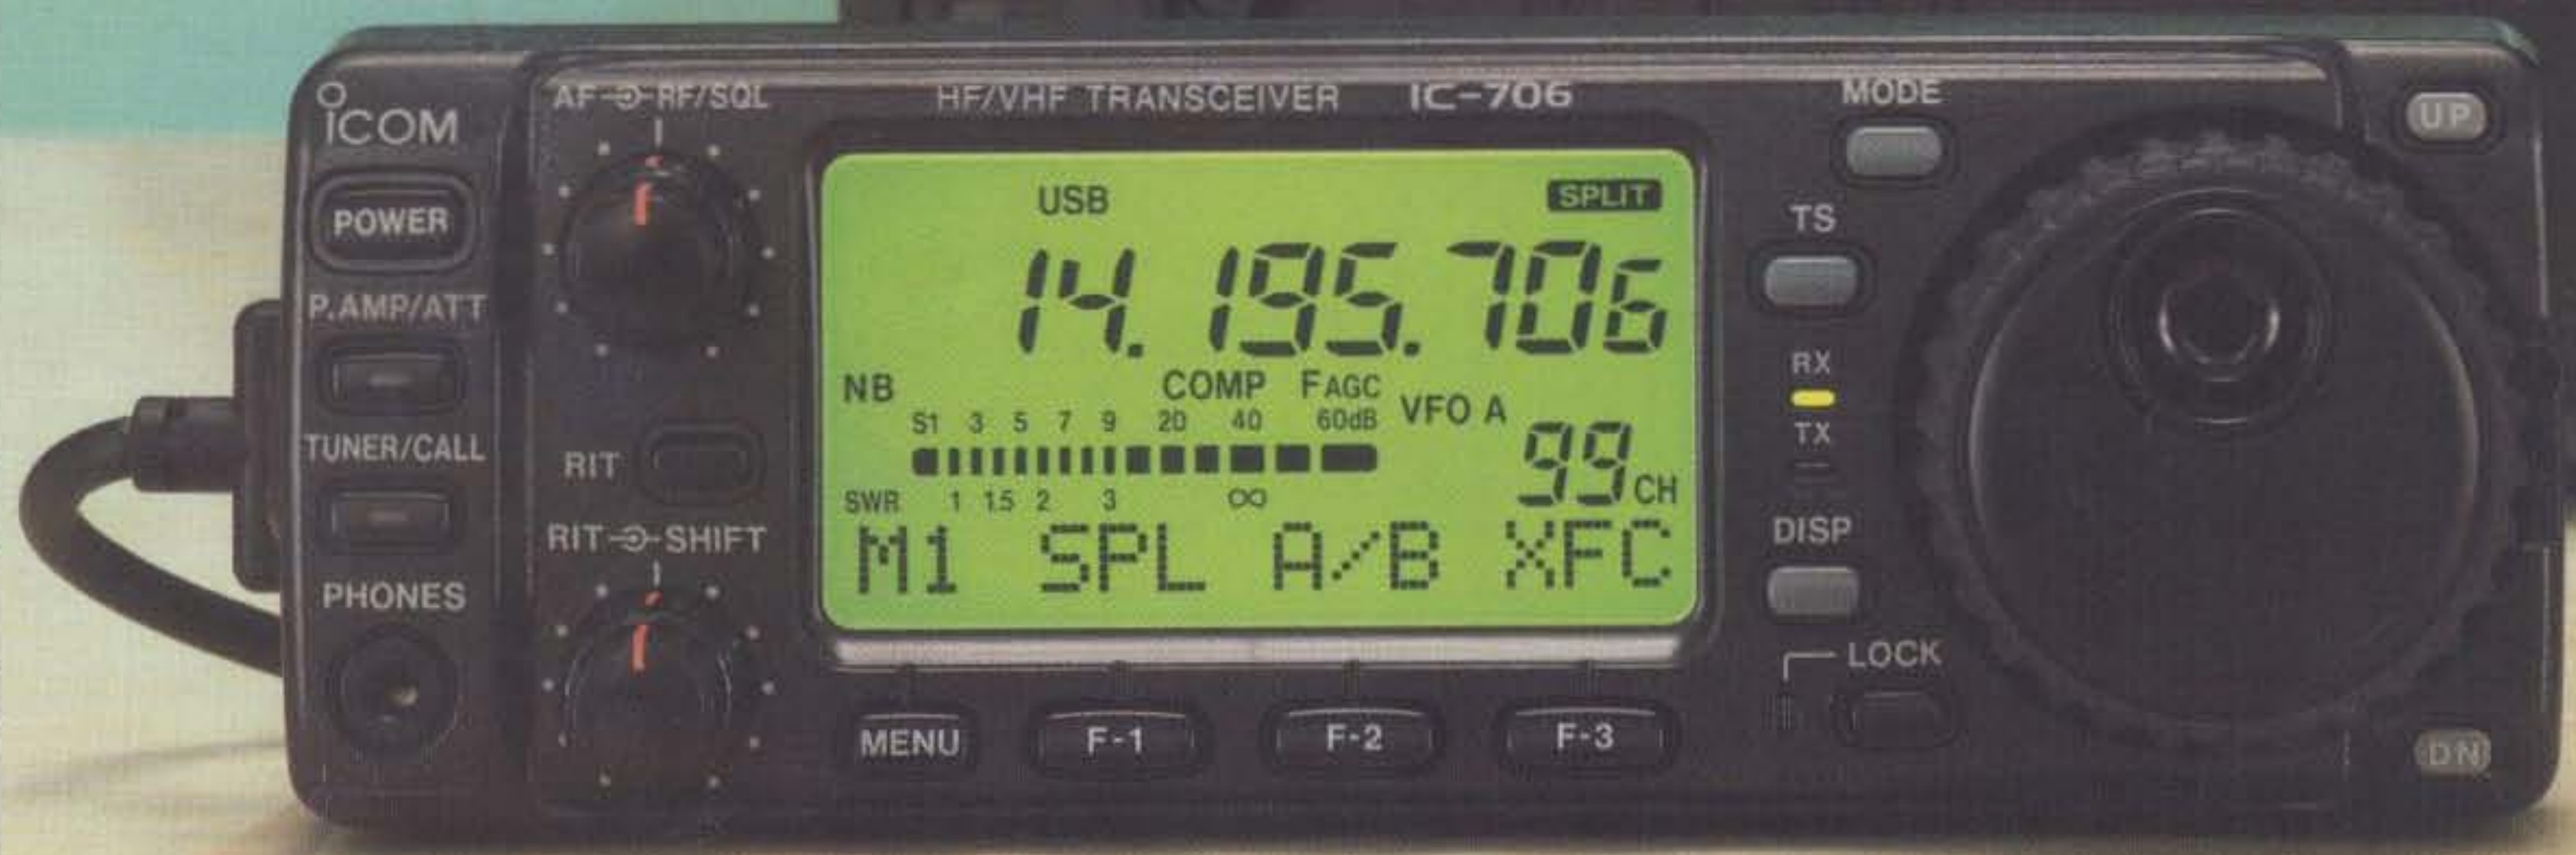 ICOM
AF RF/SQL
HF/VHF TRANSCEIVER IC-706
MODE
UP
POWER
USB SPLIT
TS
14.195.706
P.AMP/ATT
RX
NB COMP FAGC VFO A
S1 3 5 7 9 20 40 60dB
TX
TUNER/CALL
RIT
99 CH
SWR 1 1.5 2 3 ∞
RIT SHIFT
M1 SPL A/B XFC
DISP
PHONES
LOCK
MENU F-1 F-2 F-3
DN